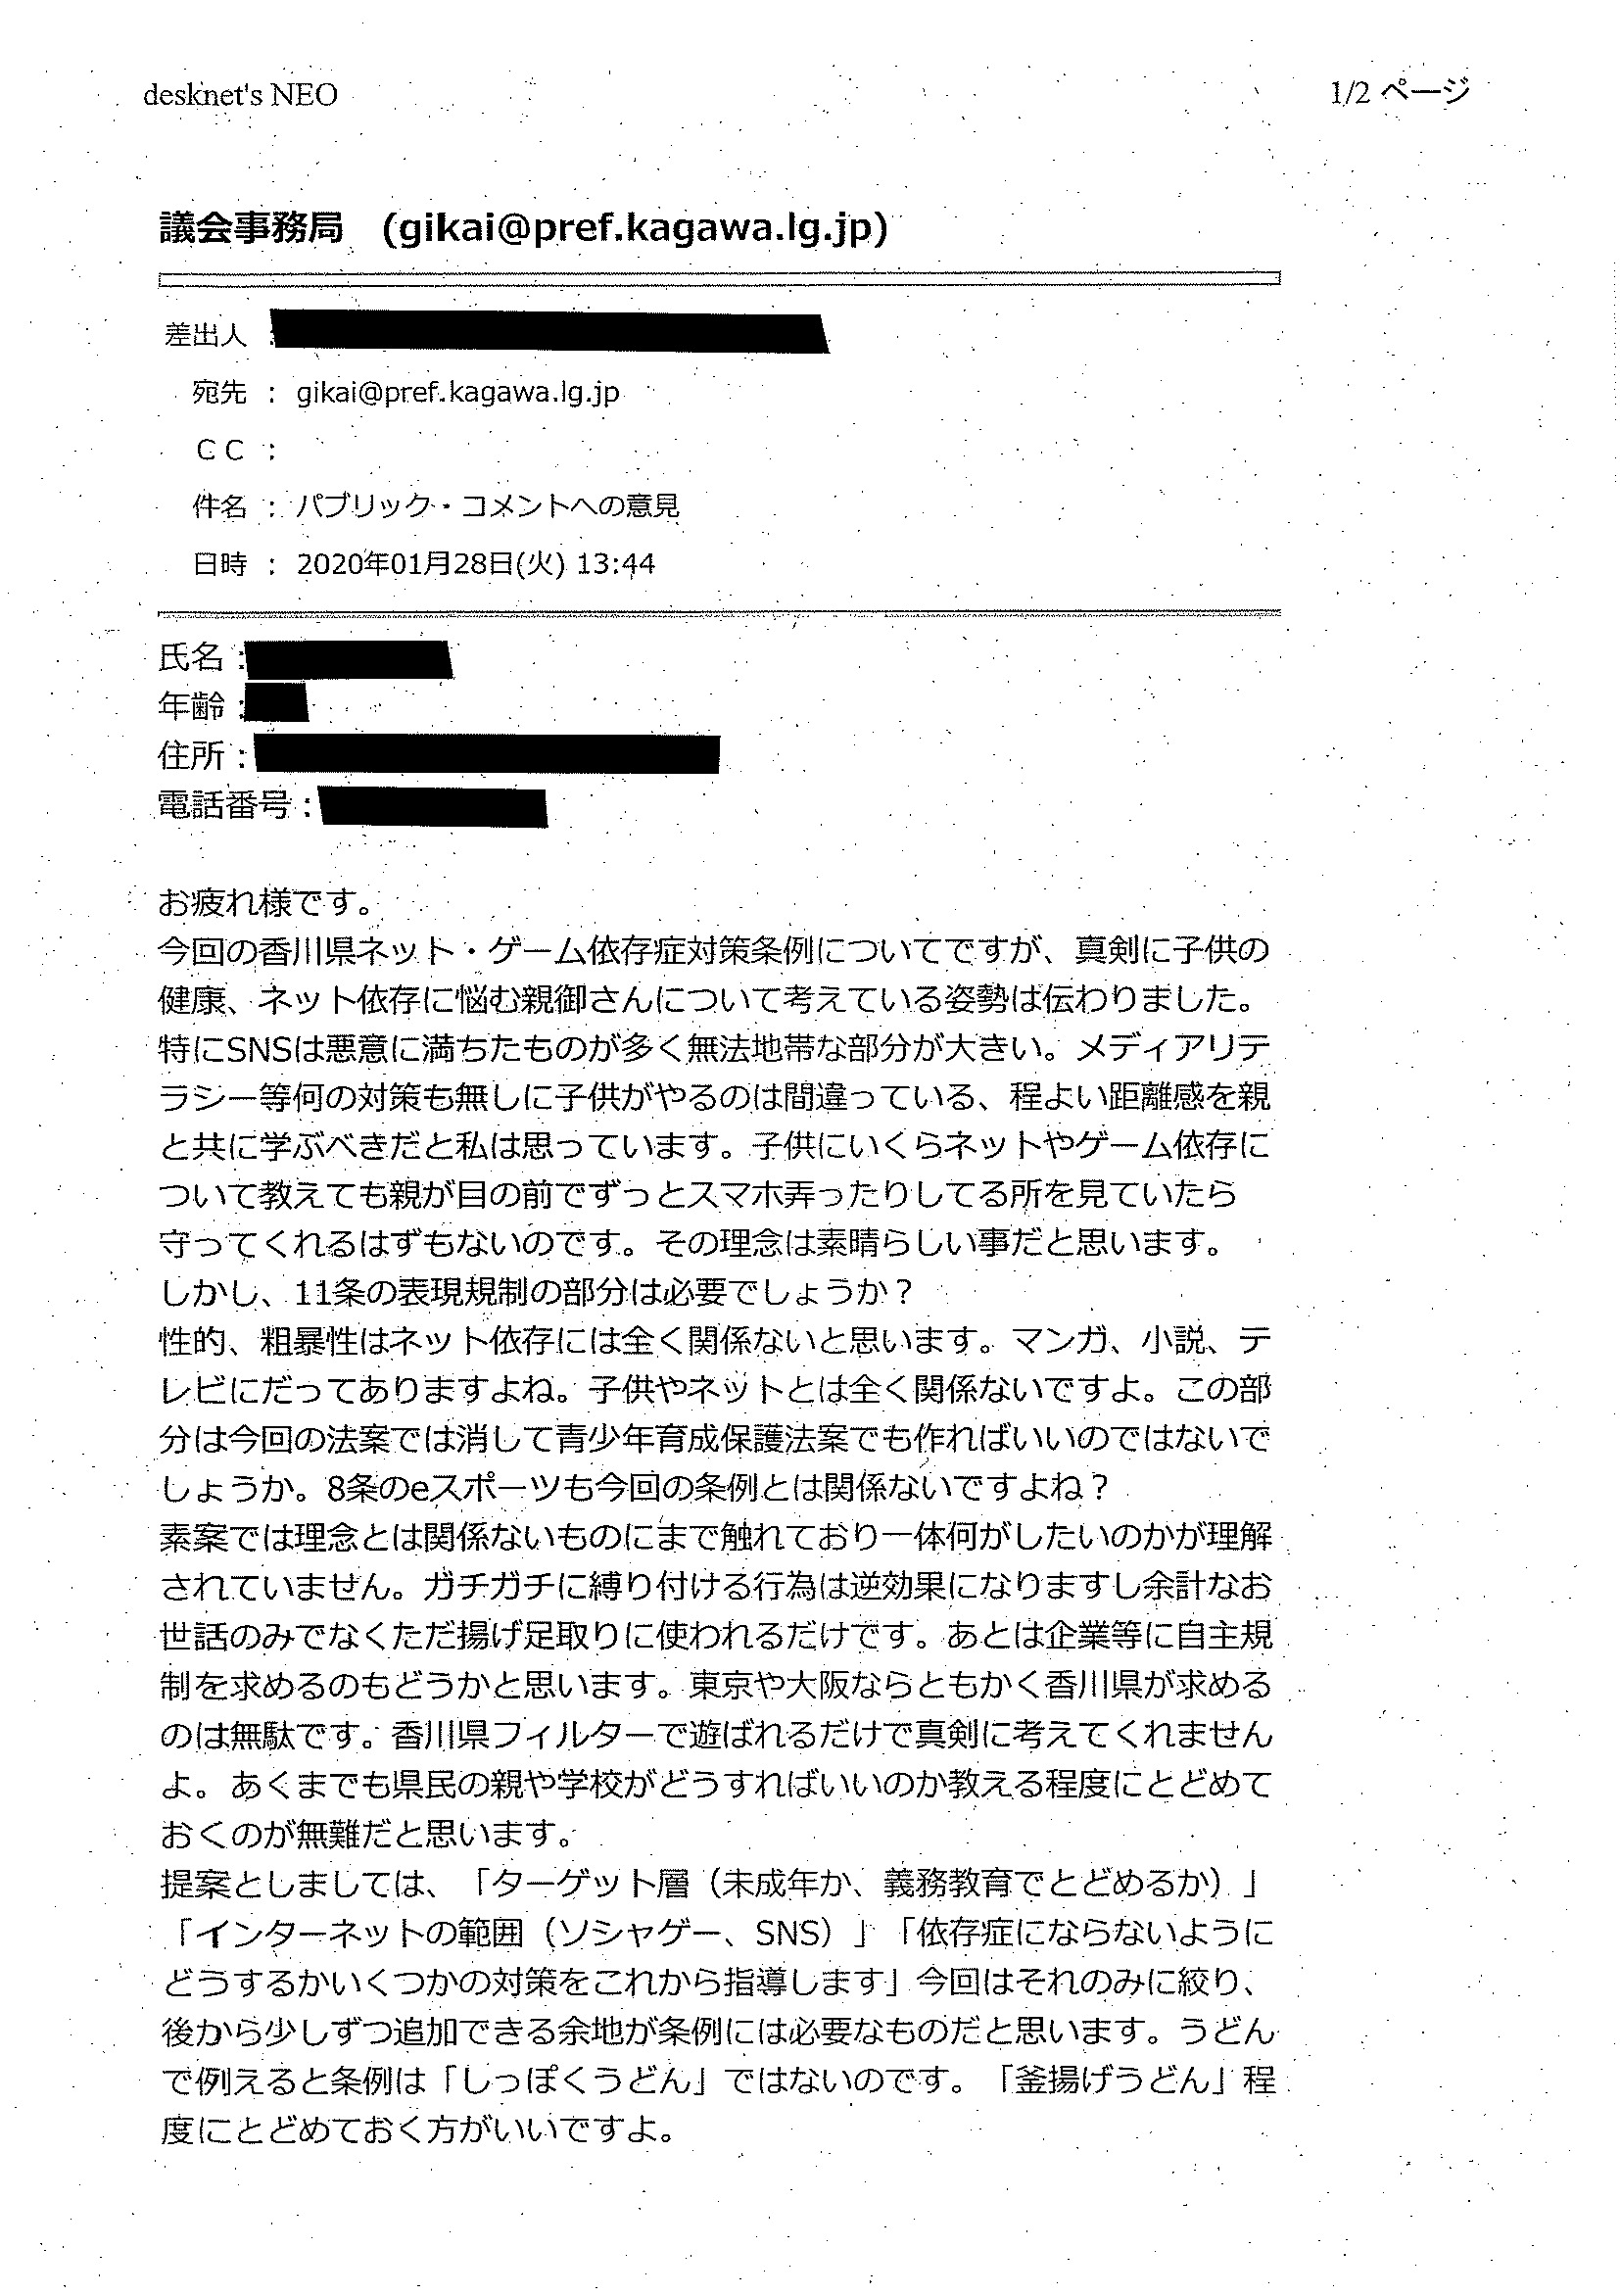 desknet's NEO
1/2 ページ
議会事務局 (gikai@pref.kagawa.lg.jp)
差出人 :
宛先 : gikai@pref.kagawa.lg.jp
CC :
件名 : パブリック・コメントへの意見
日時 : 2020年01月28日(火) 13:44
氏名:
年齢:
住所:
電話番号:
お疲れ様です。
今回の香川県ネット・ゲーム依存症対策条例についてですが、真剣に子供の
健康、ネット依存に悩む親御さんについて考えている姿勢は伝わりました。
特にSNSは悪意に満ちたものが多く無法地帯な部分が大きい。メディアリテ
ラシー等何の対策も無しに子供がやるのは間違っている、程よい距離感を親
と共に学ぶべきだと私は思っています。子供にいくらネットやゲーム依存に
ついて教えても親が目の前でずっとスマホ弄ったりしてる所を見ていたら
守ってくれるはずもないのです。その理念は素晴らしい事だと思います。
しかし、11条の表現規制の部分は必要でしょうか？
性的、粗暴性はネット依存には全く関係ないと思います。マンガ、小説、テ
レビにだってありますよね。子供やネットとは全く関係ないですよ。この部
分は今回の法案では消して青少年育成保護法案でも作ればいいのではないで
しょうか。8条のeスポーツも今回の条例とは関係ないですよね？
素案では理念とは関係ないものにまで触れており一体何がしたいのかが理解
されていません。ガチガチに縛り付ける行為は逆効果になりますし余計なお
世話のみでなくただ揚げ足取りに使われるだけです。あとは企業等に自主規
制を求めるのもどうかと思います。東京や大阪ならともかく香川県が求める
のは無駄です。香川県フィルターで遊ばれるだけで真剣に考えてくれません
よ。あくまでも県民の親や学校がどうすればいいのか教える程度にとどめて
おくのが無難だと思います。
提案としましては、「ターゲット層（未成年か、義務教育でとどめるか）」
「インターネットの範囲（ソシャゲー、SNS）」「依存症にならないように
どうするかいくつかの対策をこれから指導します」今回はそれのみに絞り、
後から少しずつ追加できる余地が条例には必要なものだと思います。うどん
で例えると条例は「しっぽくうどん」ではないのです。「釜揚げうどん」程
度にとどめておく方がいいですよ。